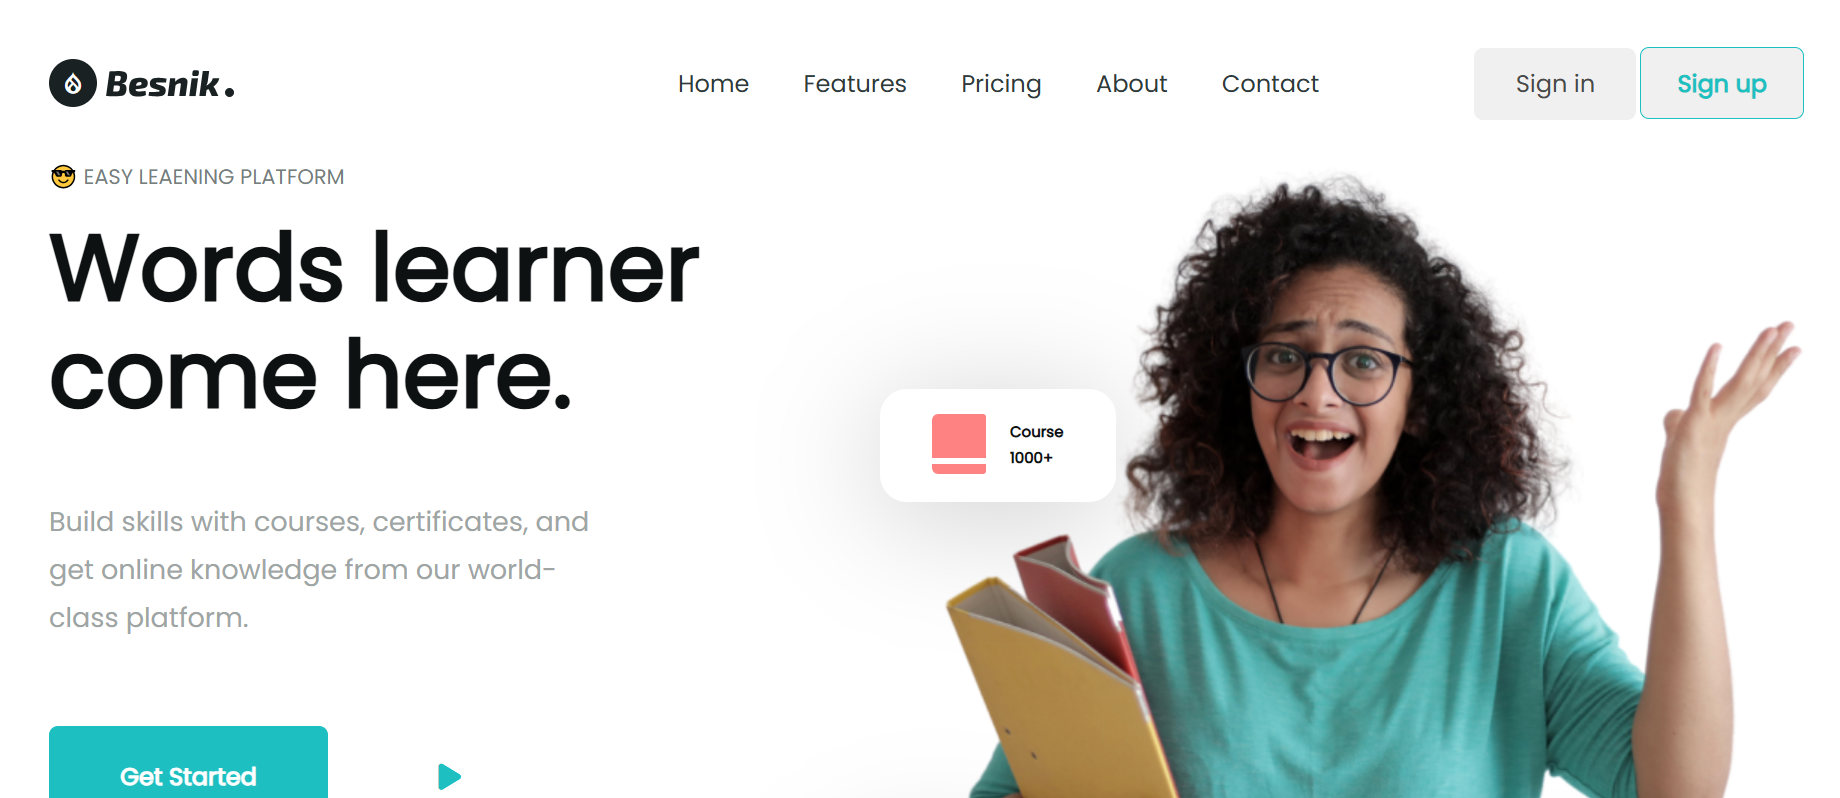 Besnik.
Home Features Pricing About Contact
Sign in Sign up
😎 EASY LEAENING PLATFORM
Words learner
come here.
Course
1000+
Build skills with courses, certificates, and
get online knowledge from our world-
class platform.
Get Started